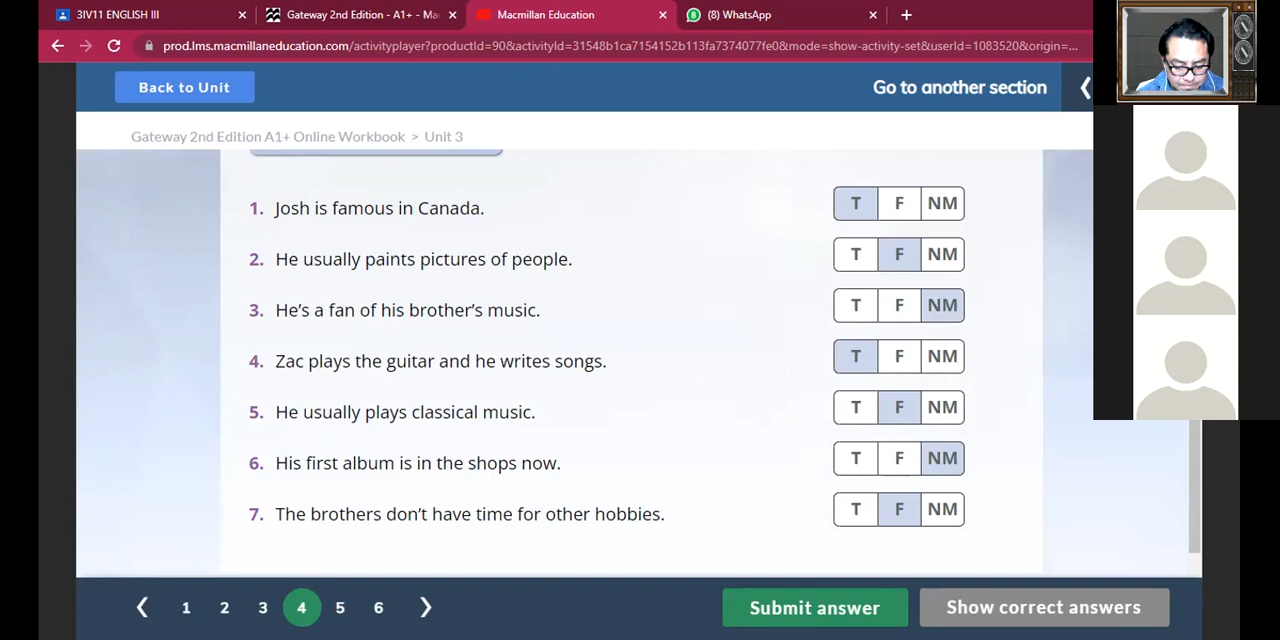 3IV11 ENGLISH III
Gateway 2nd Edition - A1+ - Mac
Macmillan Education
(8) WhatsApp
prod.lms.macmillaneducation.com/activityplayer?productId=90&activityId=31548b1ca7154152b113fa7374077fe0&mode=show-activity-set&userId=1083520&origin=...
Back to Unit
Go to another section
Gateway 2nd Edition A1+ Online Workbook > Unit 3
1. Josh is famous in Canada. T F NM
2. He usually paints pictures of people. T F NM
3. He's a fan of his brother's music. T F NM
4. Zac plays the guitar and he writes songs. T F NM
5. He usually plays classical music. T F NM
6. His first album is in the shops now. T F NM
7. The brothers don't have time for other hobbies. T F NM
1 2 3 4 5 6
Submit answer
Show correct answers